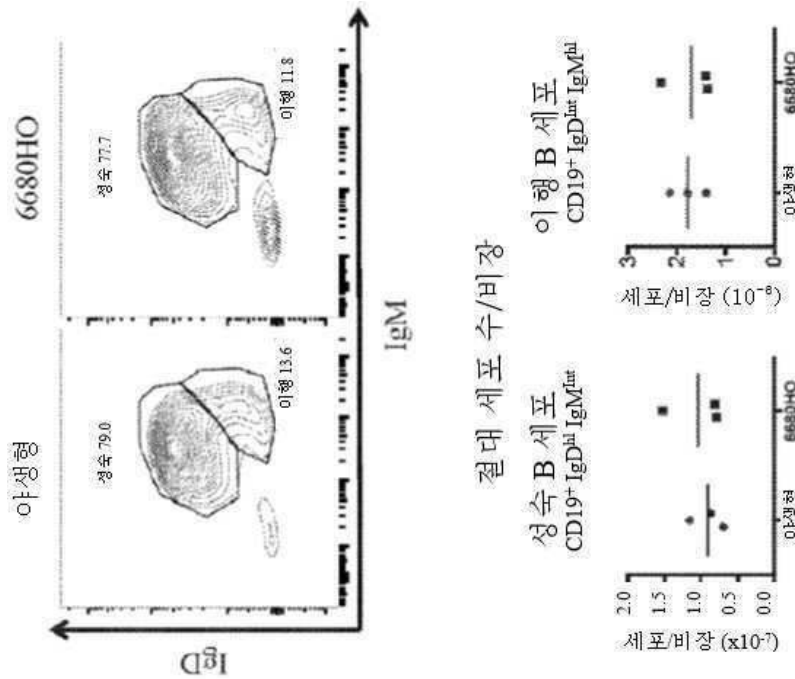 야생형
6680HO
성숙 79.0
이행 13.6
성숙 77.7
이행 11.8
IgD
IgM
절대 세포 수/비장
성숙 B 세포
CD19⁺ IgDʰⁱ IgMᴵⁿᵗ
이행 B 세포
CD19⁺ IgDᴵⁿᵗ IgMʰⁱ
세포/비장 (x10⁻⁷)
2.0
1.5
1.0
0.5
0.0
야생형
6680HO
세포/비장 (10⁻⁶)
3
2
1
0
야생형
6680HO